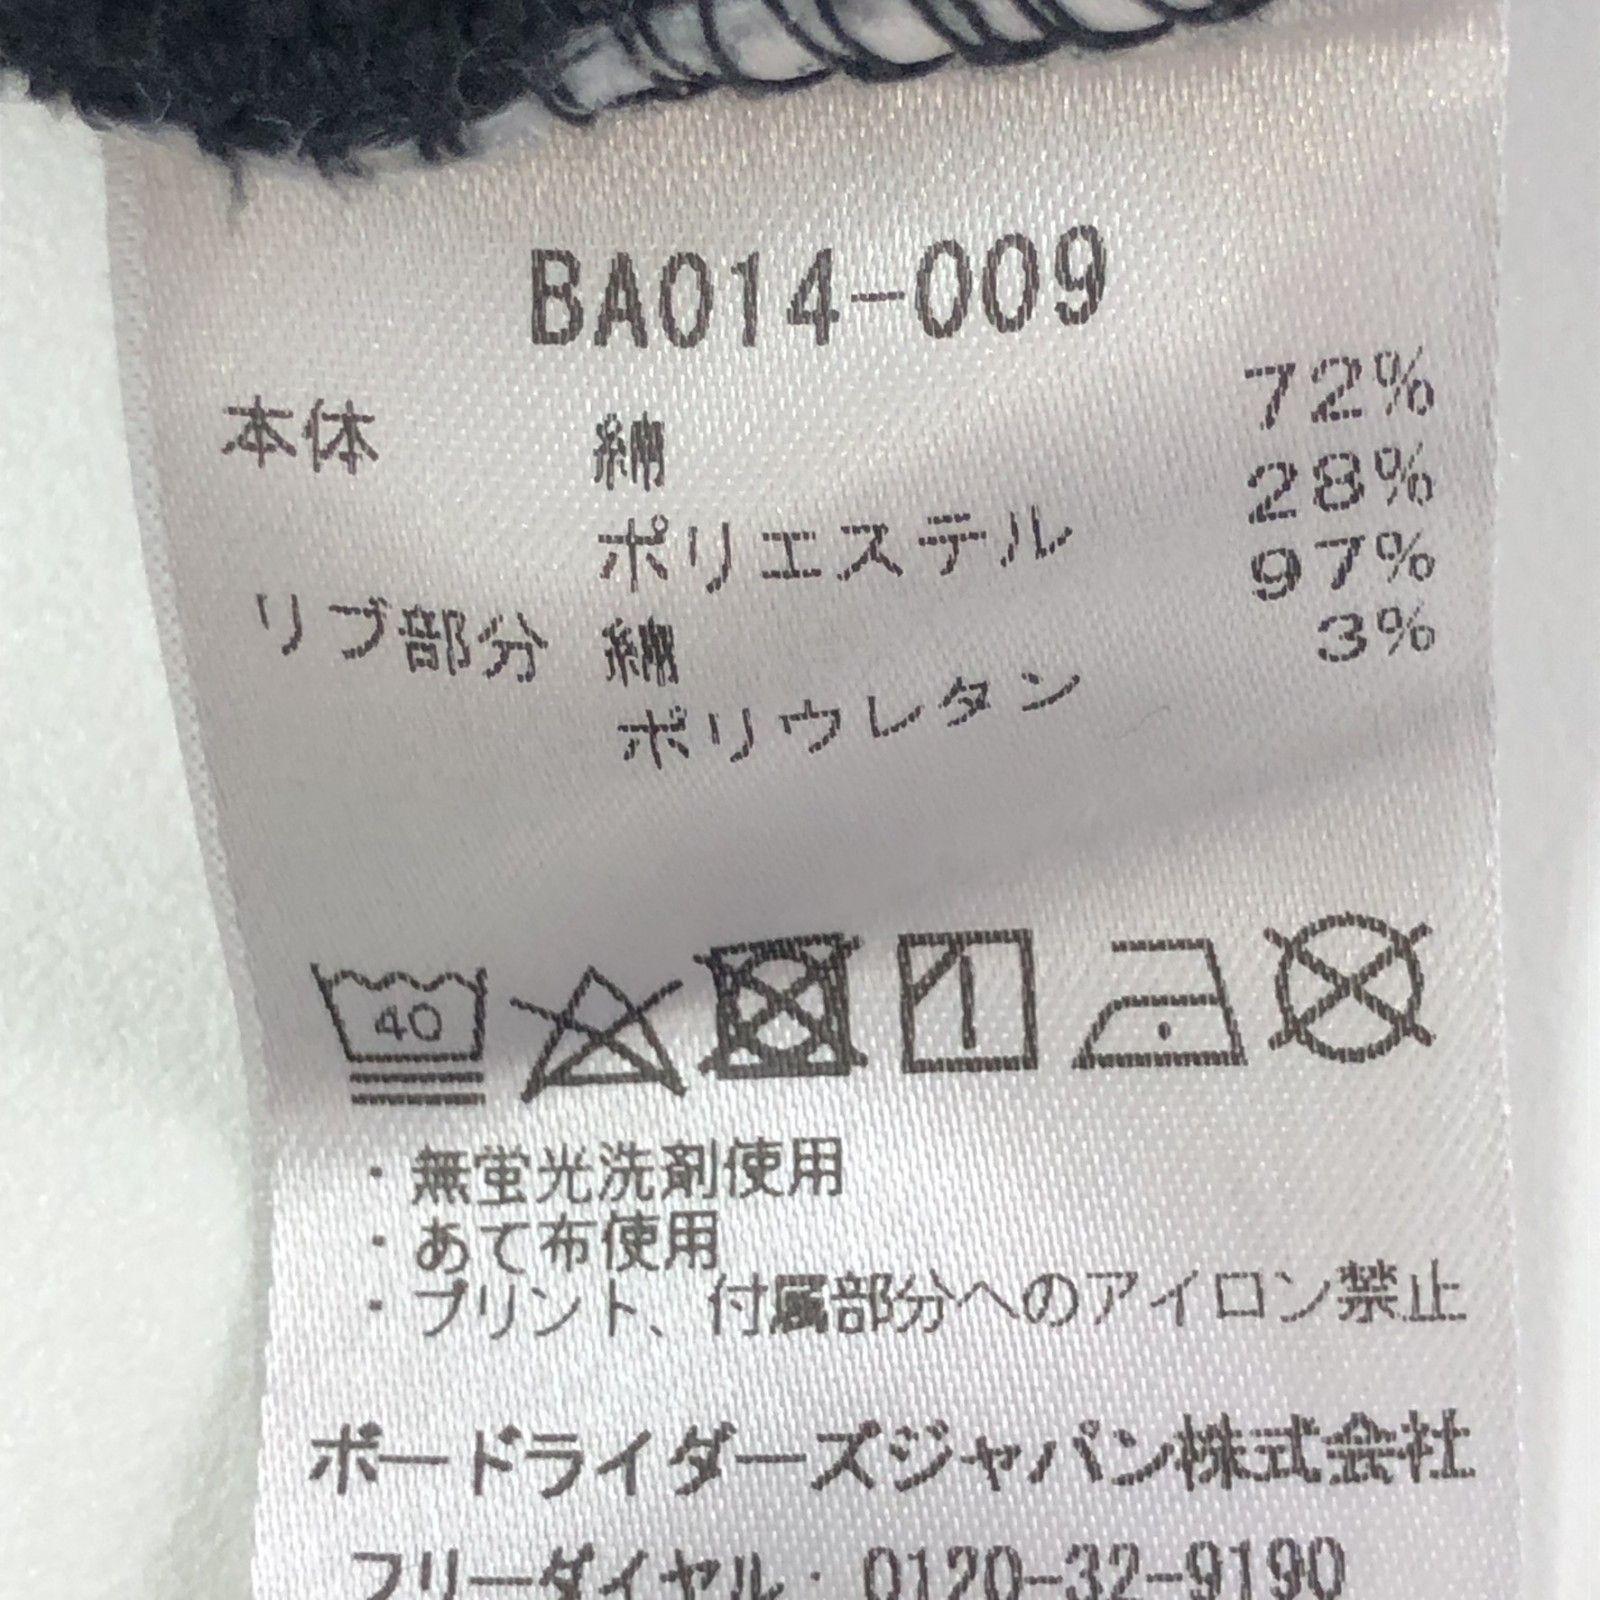 BA014-009
本体 綿 72%
ポリエステル 28%
リブ部分 綿 97%
ポリウレタン 3%
40
・無蛍光洗剤使用
・あて布使用
・プリント、付属部分へのアイロン禁止
ボードライダーズジャパン株式会社
フリーダイヤル：0120-32-9190